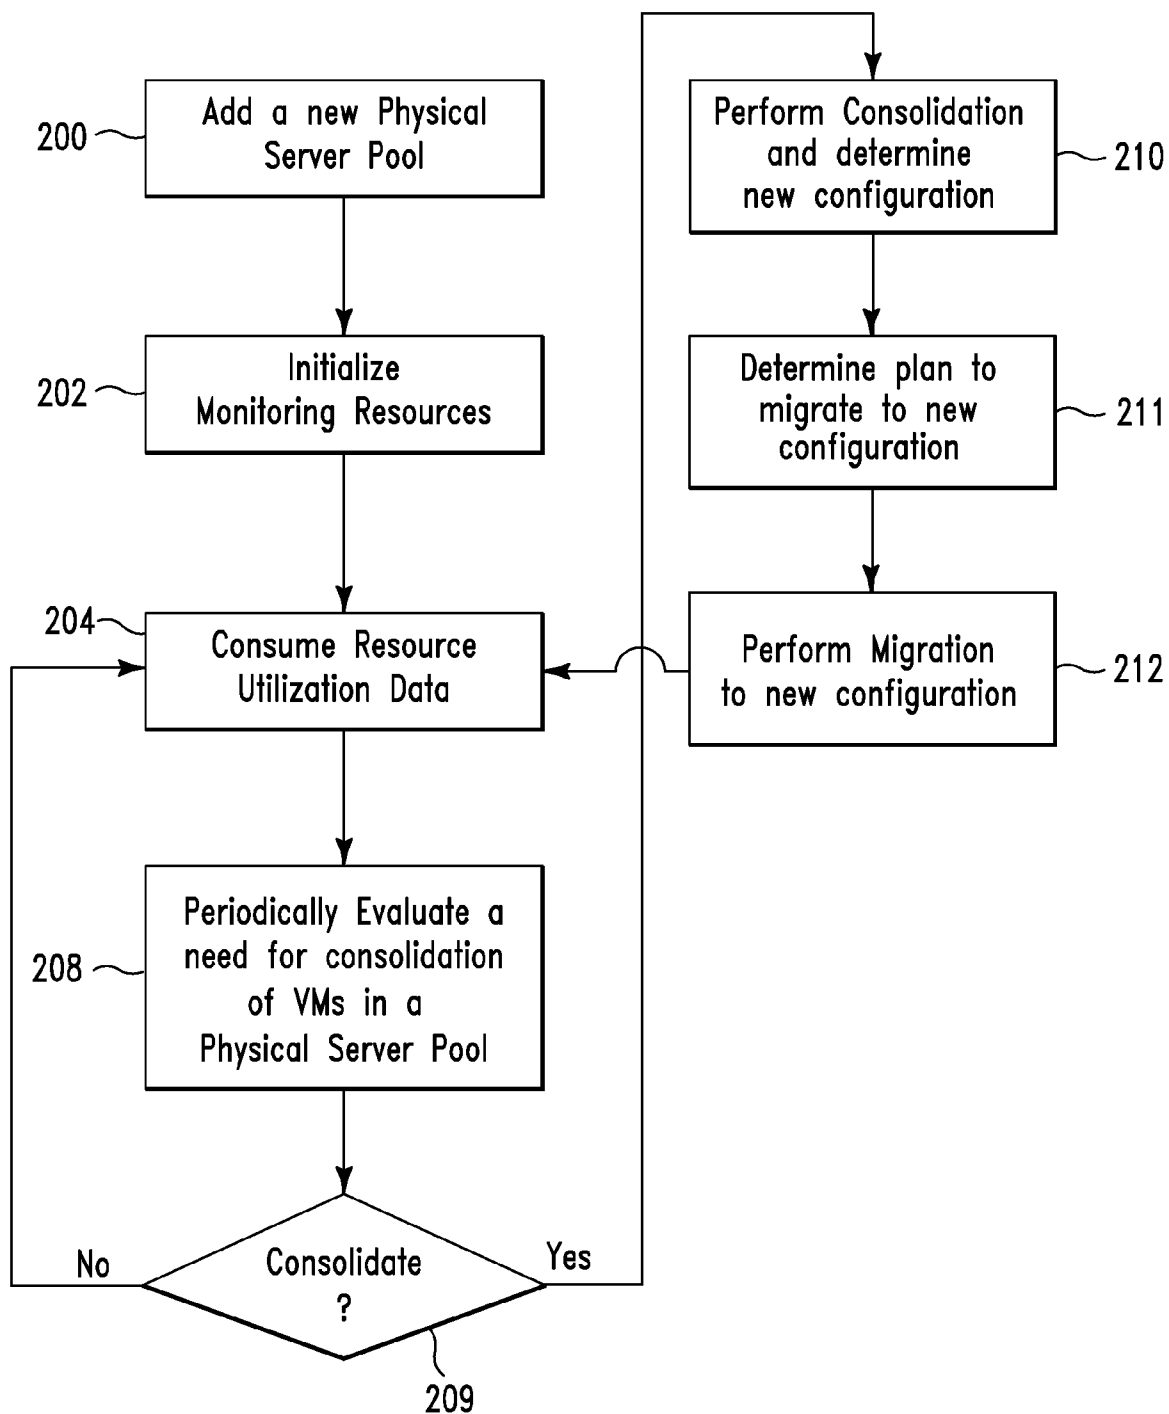 200
Add a new Physical
Server Pool
202
Initialize
Monitoring Resources
204
Consume Resource
Utilization Data
208
Periodically Evaluate a
need for consolidation
of VMs in a
Physical Server Pool
No
Consolidate
?
Yes
209
Perform Consolidation
and determine
new configuration
210
Determine plan to
migrate to new
configuration
211
Perform Migration
to new configuration
212